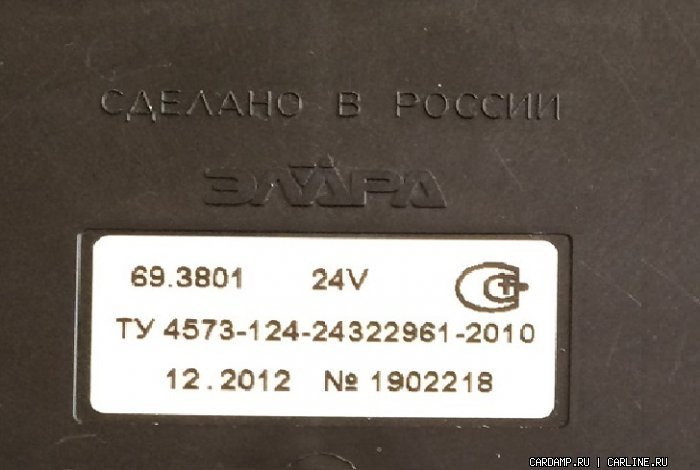 СДЕЛАНО В РОССИИ
ЭЛАРА
69.3801 24V
ТУ 4573-124-24322961-2010
12.2012 № 1902218
CARDAMP.RU | CARLINE.RU